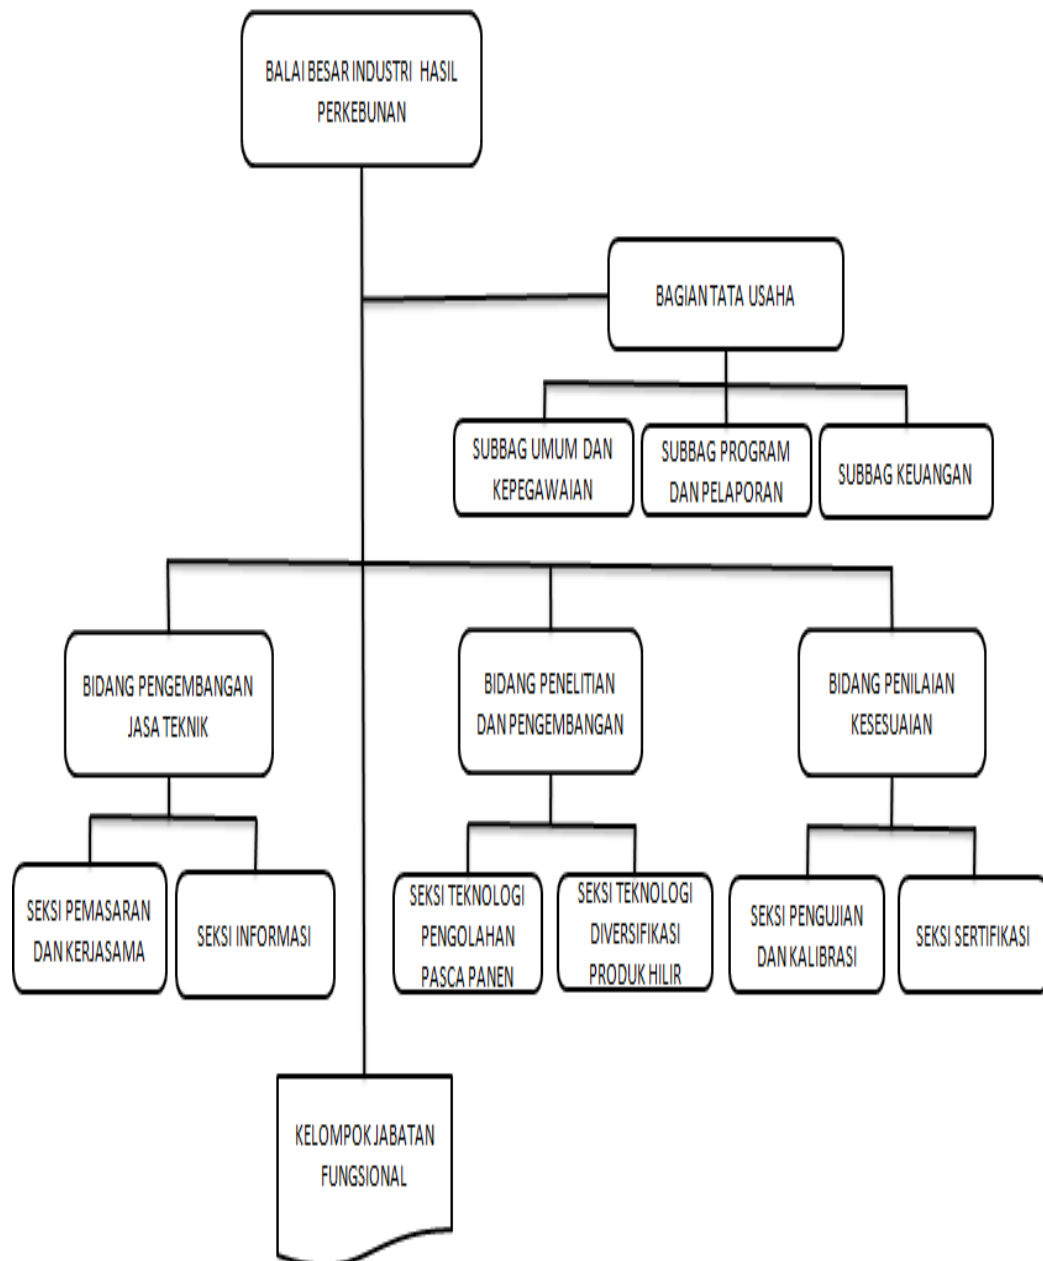 BALAI BESAR INDUSTRI HASIL
PERKEBUNAN
BAGIAN TATA USAHA
SUBBAG UMUM DAN
KEPEGAWAIAN
SUBBAG PROGRAM
DAN PELAPORAN
SUBBAG KEUANGAN
BIDANG PENGEMBANGAN
JASA TEKNIK
BIDANG PENELITIAN
DAN PENGEMBANGAN
BIDANG PENILAIAN
KESESUAIAN
SEKSI PEMASARAN
DAN KERJASAMA
SEKSI INFORMASI
SEKSI TEKNOLOGI
PENGOLAHAN
PASCA PANEN
SEKSI TEKNOLOGI
DIVERSIFIKASI
PRODUK HILIR
SEKSI PENGUJIAN
DAN KALIBRASI
SEKSI SERTIFIKASI
KELOMPOK JABATAN
FUNGSIONAL